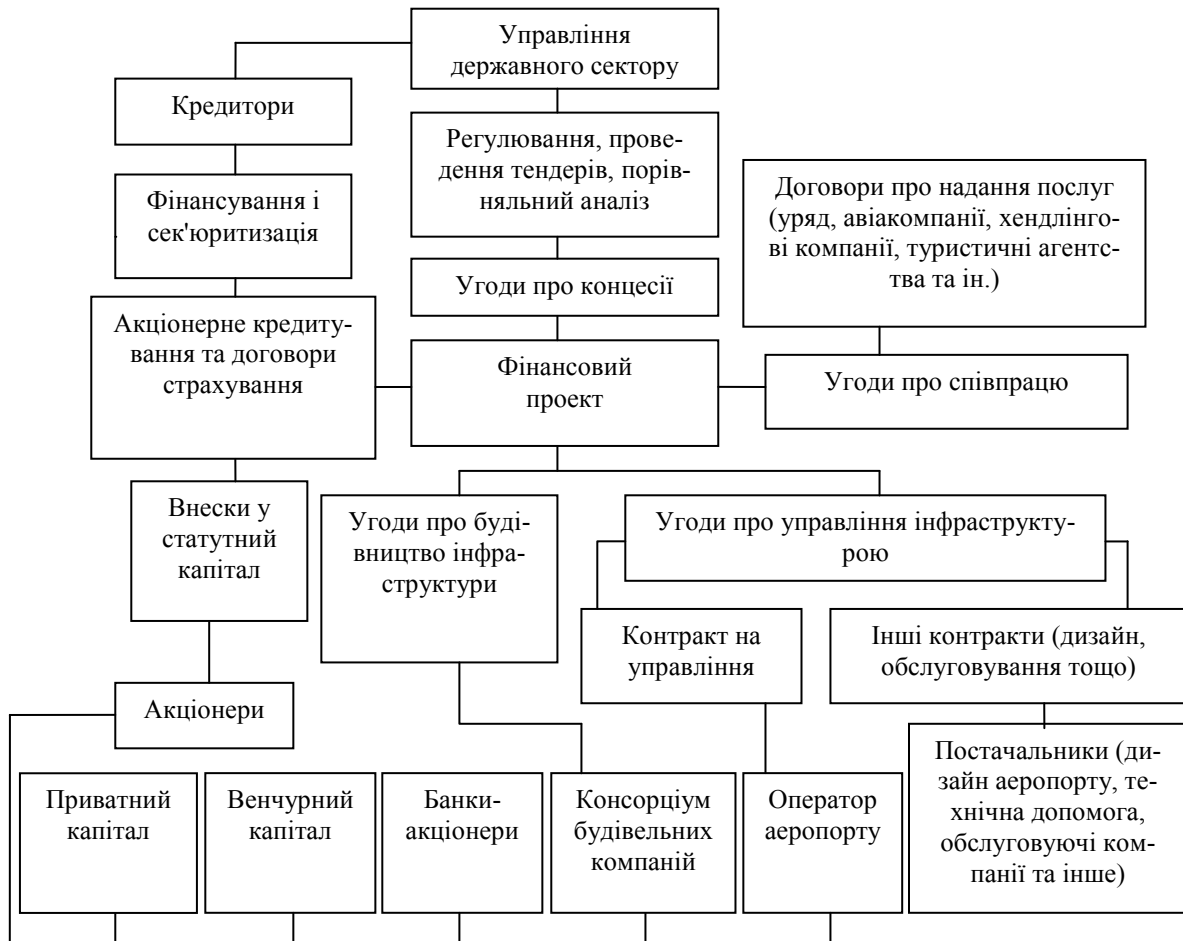 Управління
державного сектору
Кредитори
Регулювання, прове-
дення тендерів, порів-
няльний аналіз
Договори про надання послуг
(уряд, авіакомпанії, хендлінго-
ві компанії, туристичні агентс-
тва та ін.)
Фінансування і
сек'юритизація
Угоди про концесії
Акціонерне кредиту-
вання та договори
страхування
Фінансовий
проект
Угоди про співпрацю
Внески у
статутний
капітал
Угоди про буді-
вництво інфра-
структури
Угоди про управління інфраструкту-
рою
Контракт на
управління
Інші контракти (дизайн,
обслуговування тощо)
Акціонери
Приватний
капітал
Венчурний
капітал
Банки-
акціонери
Консорціум
будівельних
компаній
Оператор
аеропорту
Постачальники (ди-
зайн аеропорту, те-
хнічна допомога,
обслуговуючі ком-
панії та інше)